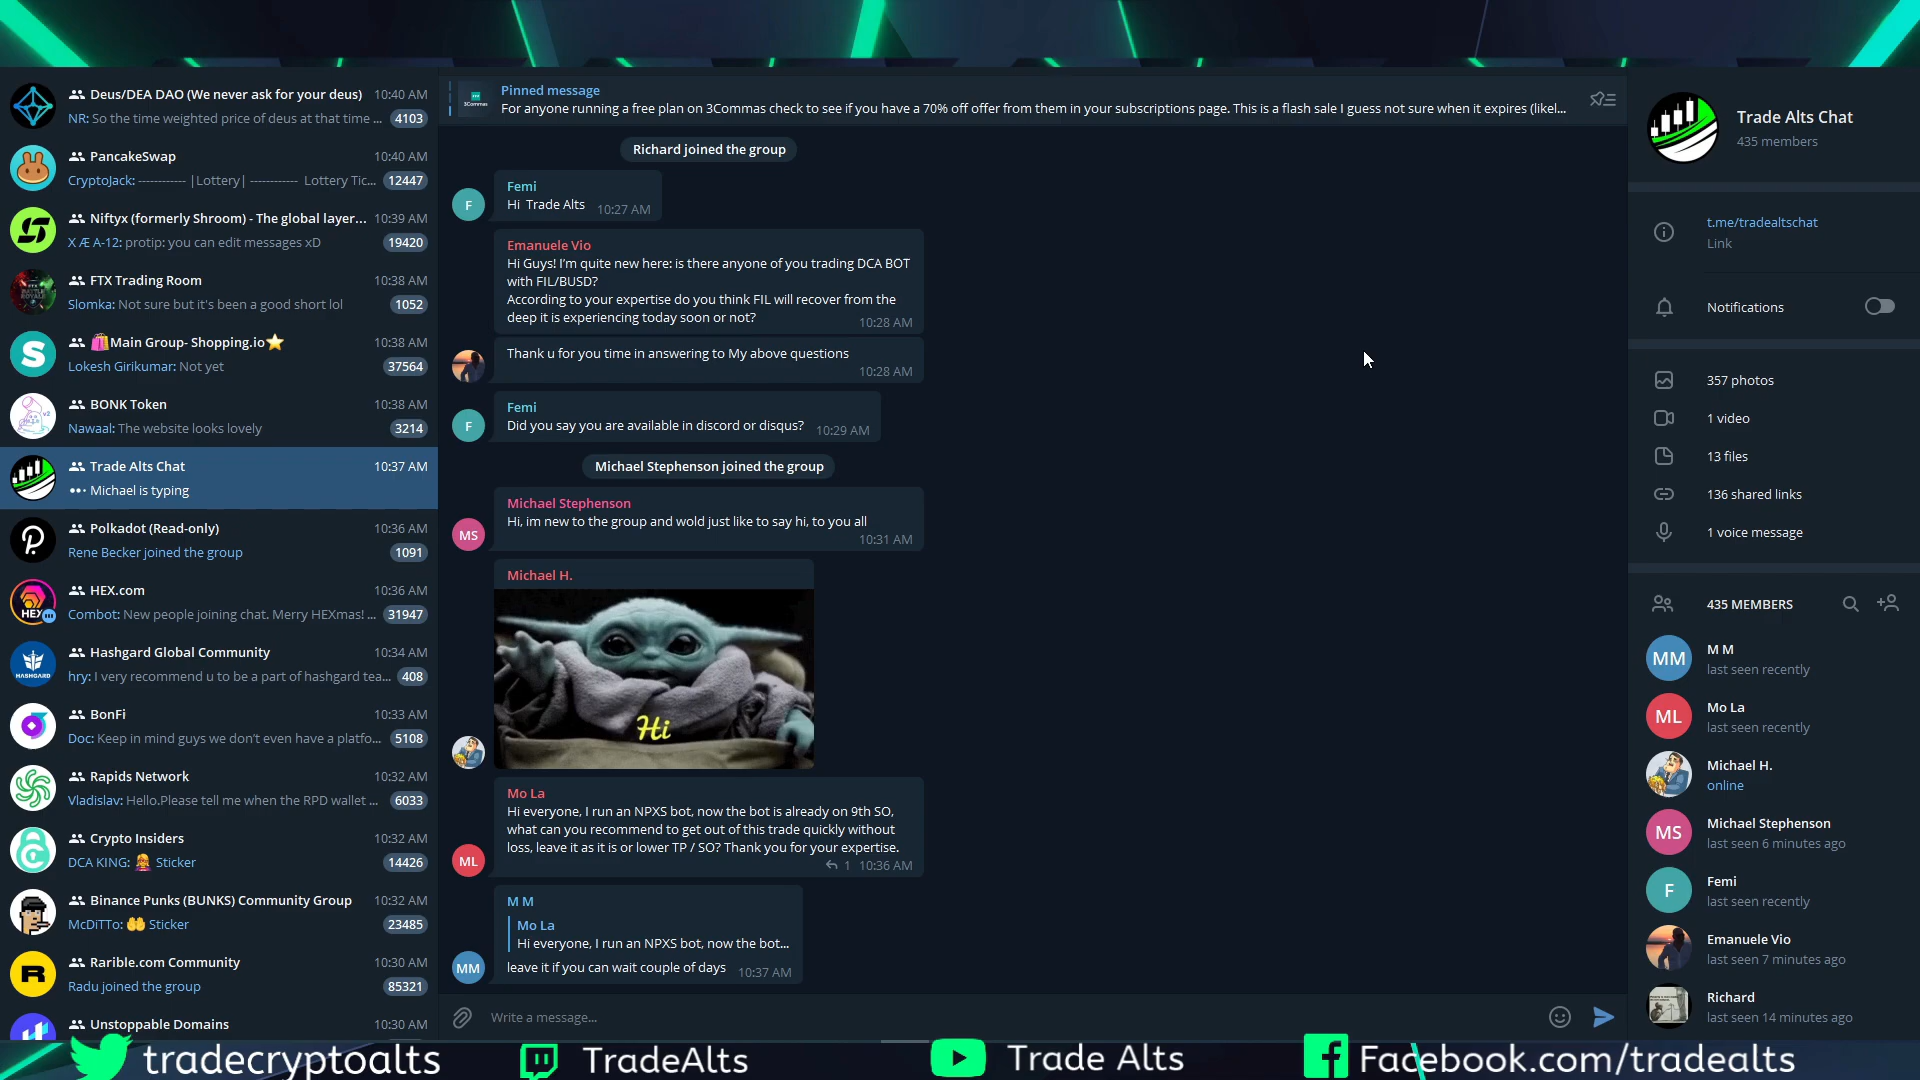 Deus/DEA DAO (We never ask for your deus) 10:40 AM
NR: So the time weighted price of deus at that time ... 4103
PancakeSwap 10:40 AM
CryptoJack: ------------ |Lottery| ------------ Lottery Tic... 12447
Niftyx (formerly Shroom) - The global layer... 10:39 AM
X Æ A-12: protip: you can edit messages xD 19420
FTX Trading Room 10:38 AM
Slomka: Not sure but it's been a good short lol 1052
🛍️Main Group- Shopping.io⭐ 10:38 AM
Lokesh Girikumar: Not yet 37564
BONK Token 10:38 AM
Nawaal: The website looks lovely 3214
Trade Alts Chat 10:37 AM
Michael is typing
Polkadot (Read-only) 10:36 AM
Rene Becker joined the group 1091
HEX.com 10:36 AM
Combot: New people joining chat. Merry HEXmas! ... 31947
HEX
Hashgard Global Community 10:34 AM
hry: I very recommend u to be a part of hashgard tea... 408
HASHGARD
BonFi 10:33 AM
Doc: Keep in mind guys we don't even have a platfo... 5108
Rapids Network 10:32 AM
Vladislav: Hello.Please tell me when the RPD wallet ... 6033
Crypto Insiders 10:32 AM
DCA KING: Sticker 14426
Binance Punks (BUNKS) Community Group 10:32 AM
McDiTTo: 🤲 Sticker 23485
Rarible.com Community 10:30 AM
Radu joined the group 85321
Unstoppable Domains 10:30 AM
3Commas
Pinned message
For anyone running a free plan on 3Commas check to see if you have a 70% off offer from them in your subscriptions page. This is a flash sale I guess not sure when it expires (likel...
Richard joined the group
Femi
Hi Trade Alts 10:27 AM
F
Emanuele Vio
Hi Guys! I'm quite new here: is there anyone of you trading DCA BOT
with FIL/BUSD?
According to your expertise do you think FIL will recover from the
deep it is experiencing today soon or not? 10:28 AM
Thank u for you time in answering to My above questions
10:28 AM
Femi
Did you say you are available in discord or disqus? 10:29 AM
F
Michael Stephenson joined the group
Michael Stephenson
Hi, im new to the group and wold just like to say hi, to you all
MS 10:31 AM
Michael H.
Hi
Mo La
Hi everyone, I run an NPXS bot, now the bot is already on 9th SO,
what can you recommend to get out of this trade quickly without
loss, leave it as it is or lower TP / SO? Thank you for your expertise.
ML 1 10:36 AM
M M
Mo La
Hi everyone, I run an NPXS bot, now the bot...
MM leave it if you can wait couple of days 10:37 AM
Write a message...
Trade Alts Chat
435 members
t.me/tradealtschat
Link
Notifications
357 photos
1 video
13 files
136 shared links
1 voice message
435 MEMBERS
MM M M
last seen recently
ML Mo La
last seen recently
Michael H.
online
MS Michael Stephenson
last seen 6 minutes ago
F Femi
last seen recently
Emanuele Vio
last seen 7 minutes ago
Richard
last seen 14 minutes ago
tradecryptoalts TradeAlts Trade Alts Facebook.com/tradealts